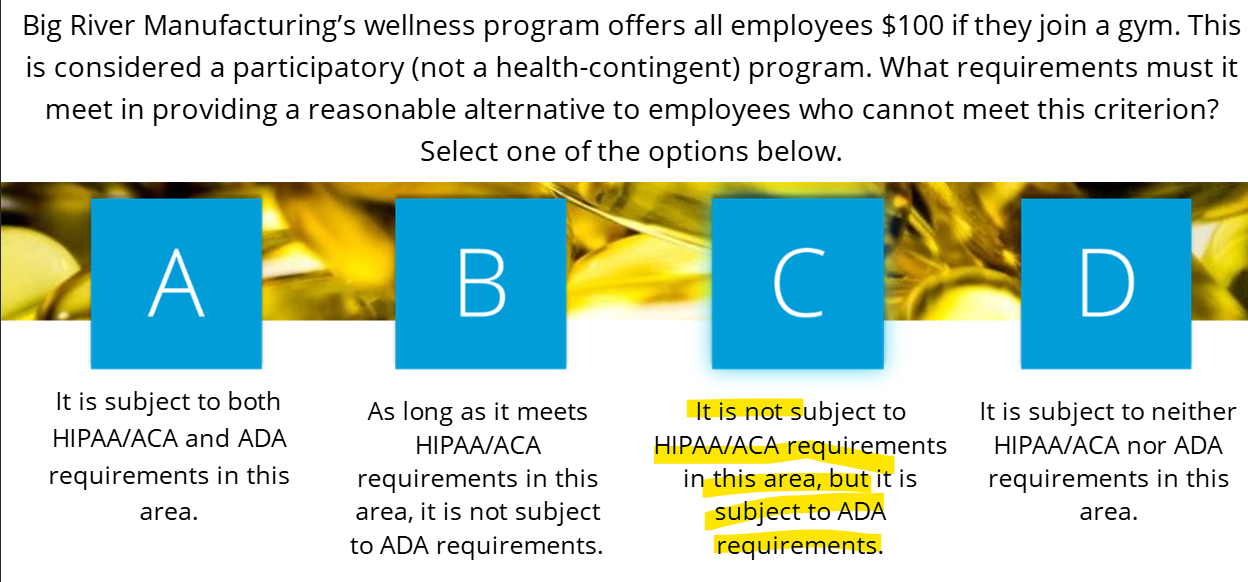 Big River Manufacturing’s wellness program offers all employees $100 if they join a gym. This
is considered a participatory (not a health-contingent) program. What requirements must it
meet in providing a reasonable alternative to employees who cannot meet this criterion?
Select one of the options below.
A
It is subject to both
HIPAA/ACA and ADA
requirements in this
area.
B
As long as it meets
HIPAA/ACA
requirements in this
area, it is not subject
to ADA requirements.
C
It is not subject to
HIPAA/ACA requirements
in this area, but it is
subject to ADA
requirements.
D
It is subject to neither
HIPAA/ACA nor ADA
requirements in this
area.